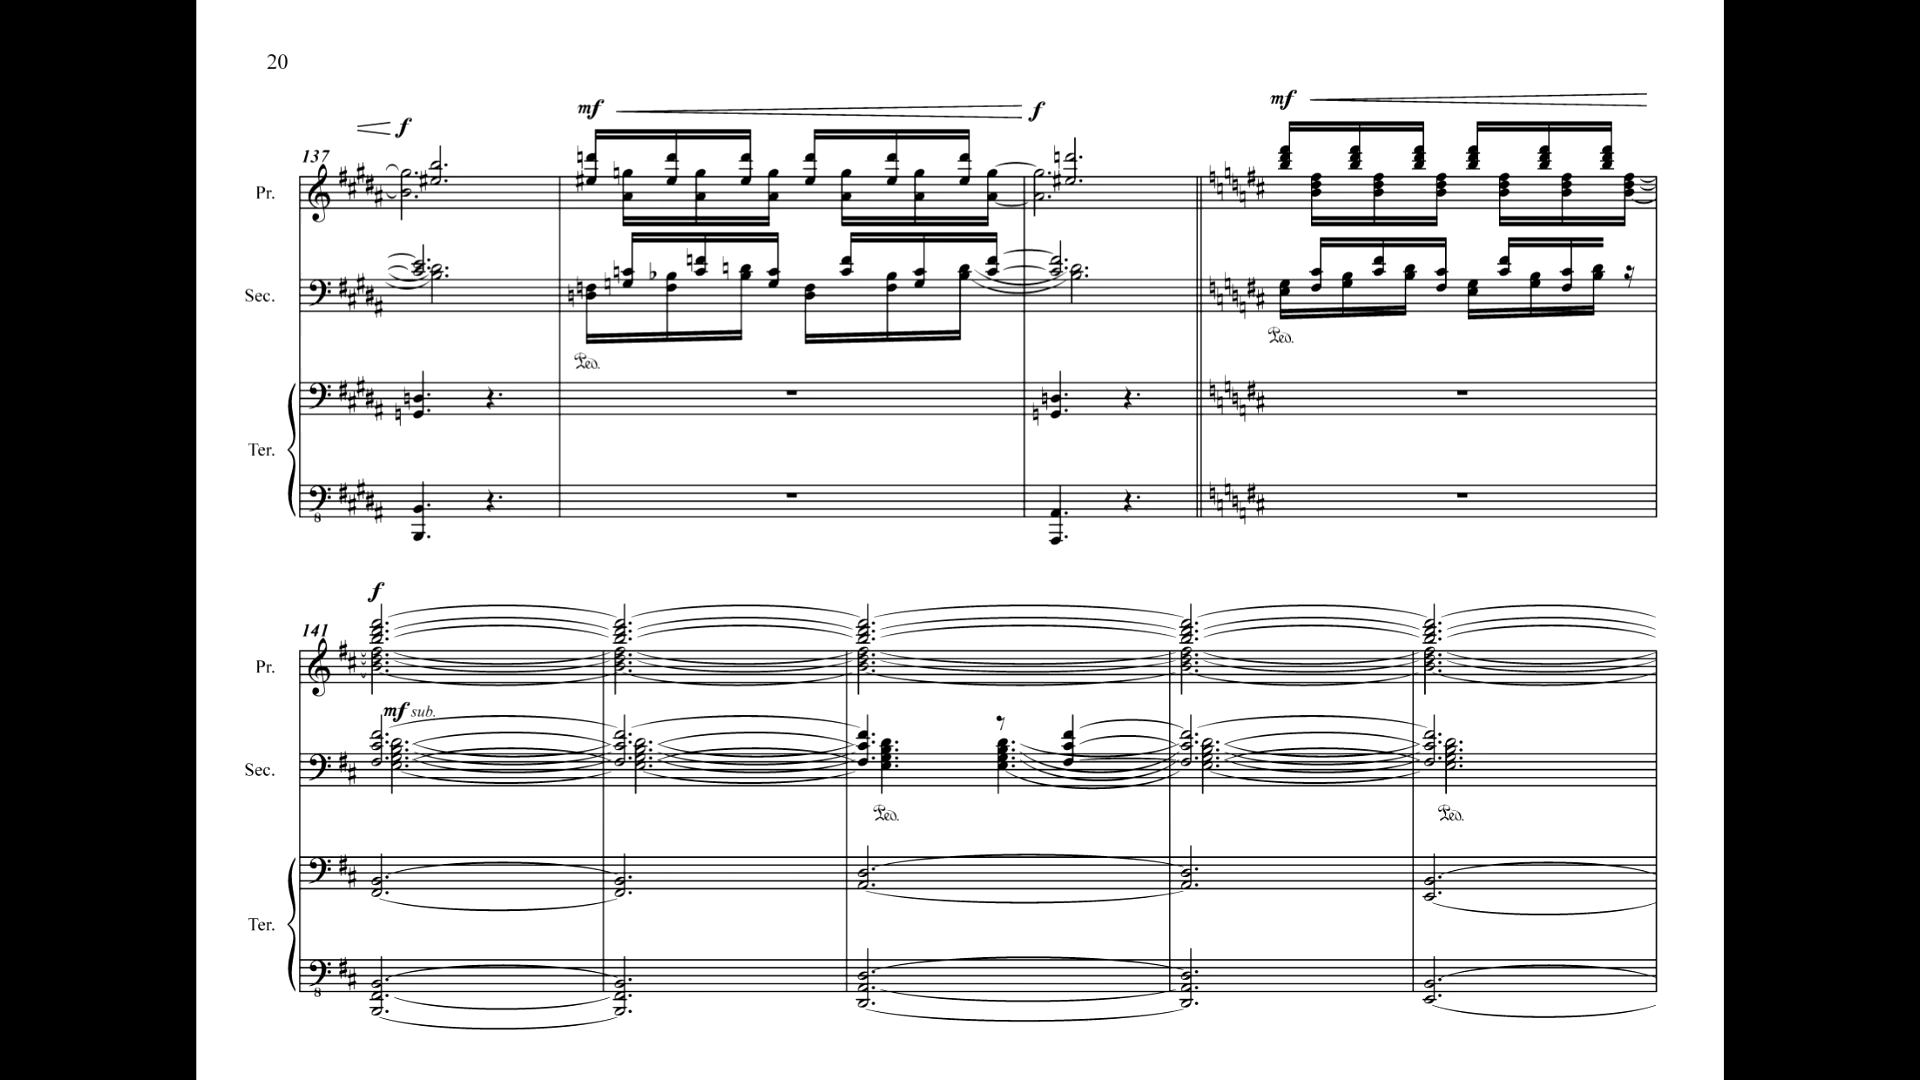 20
mf
f
mf
f
137
Pr.
Sec.
Ped.
Ped.
Ter.
8
f
141
Pr.
mf sub.
Sec.
Ped.
Ped.
Ter.
8